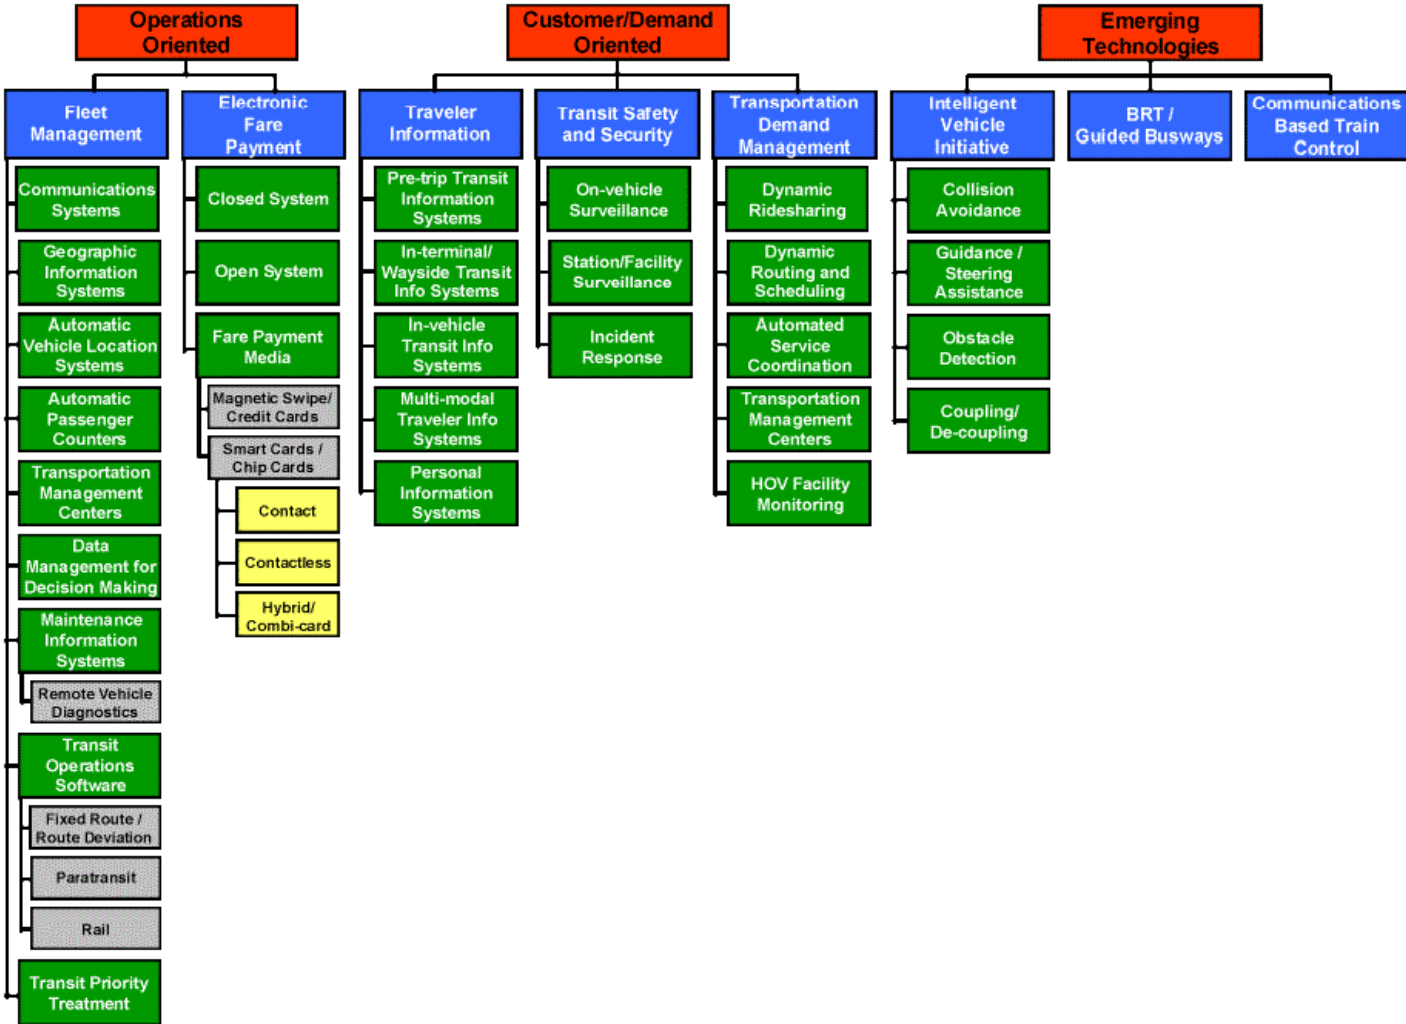 Operations
Oriented
Customer/Demand
Oriented
Emerging
Technologies
Fleet
Management
Electronic
Fare
Payment
Traveler
Information
Transit Safety
and Security
Transportation
Demand
Management
Intelligent
Vehicle
Initiative
BRT /
Guided Busways
Communications
Based Train
Control
Communications
Systems
Geographic
Information
Systems
Automatic
Vehicle Location
Systems
Automatic
Passenger
Counters
Transportation
Management
Centers
Data
Management for
Decision Making
Maintenance
Information
Systems
Remote Vehicle
Diagnostics
Transit
Operations
Software
Fixed Route /
Route Deviation
Paratransit
Rail
Transit Priority
Treatment
Closed System
Open System
Fare Payment
Media
Magnetic Swipe/
Credit Cards
Smart Cards /
Chip Cards
Contact
Contactless
Hybrid/
Combi-card
Pre-trip Transit
Information
Systems
In-terminal/
Wayside Transit
Info Systems
In-vehicle
Transit Info
Systems
Multi-modal
Traveler Info
Systems
Personal
Information
Systems
On-vehicle
Surveillance
Station/Facility
Surveillance
Incident
Response
Dynamic
Ridesharing
Dynamic
Routing and
Scheduling
Automated
Service
Coordination
Transportation
Management
Centers
HOV Facility
Monitoring
Collision
Avoidance
Guidance /
Steering
Assistance
Obstacle
Detection
Coupling/
De-coupling